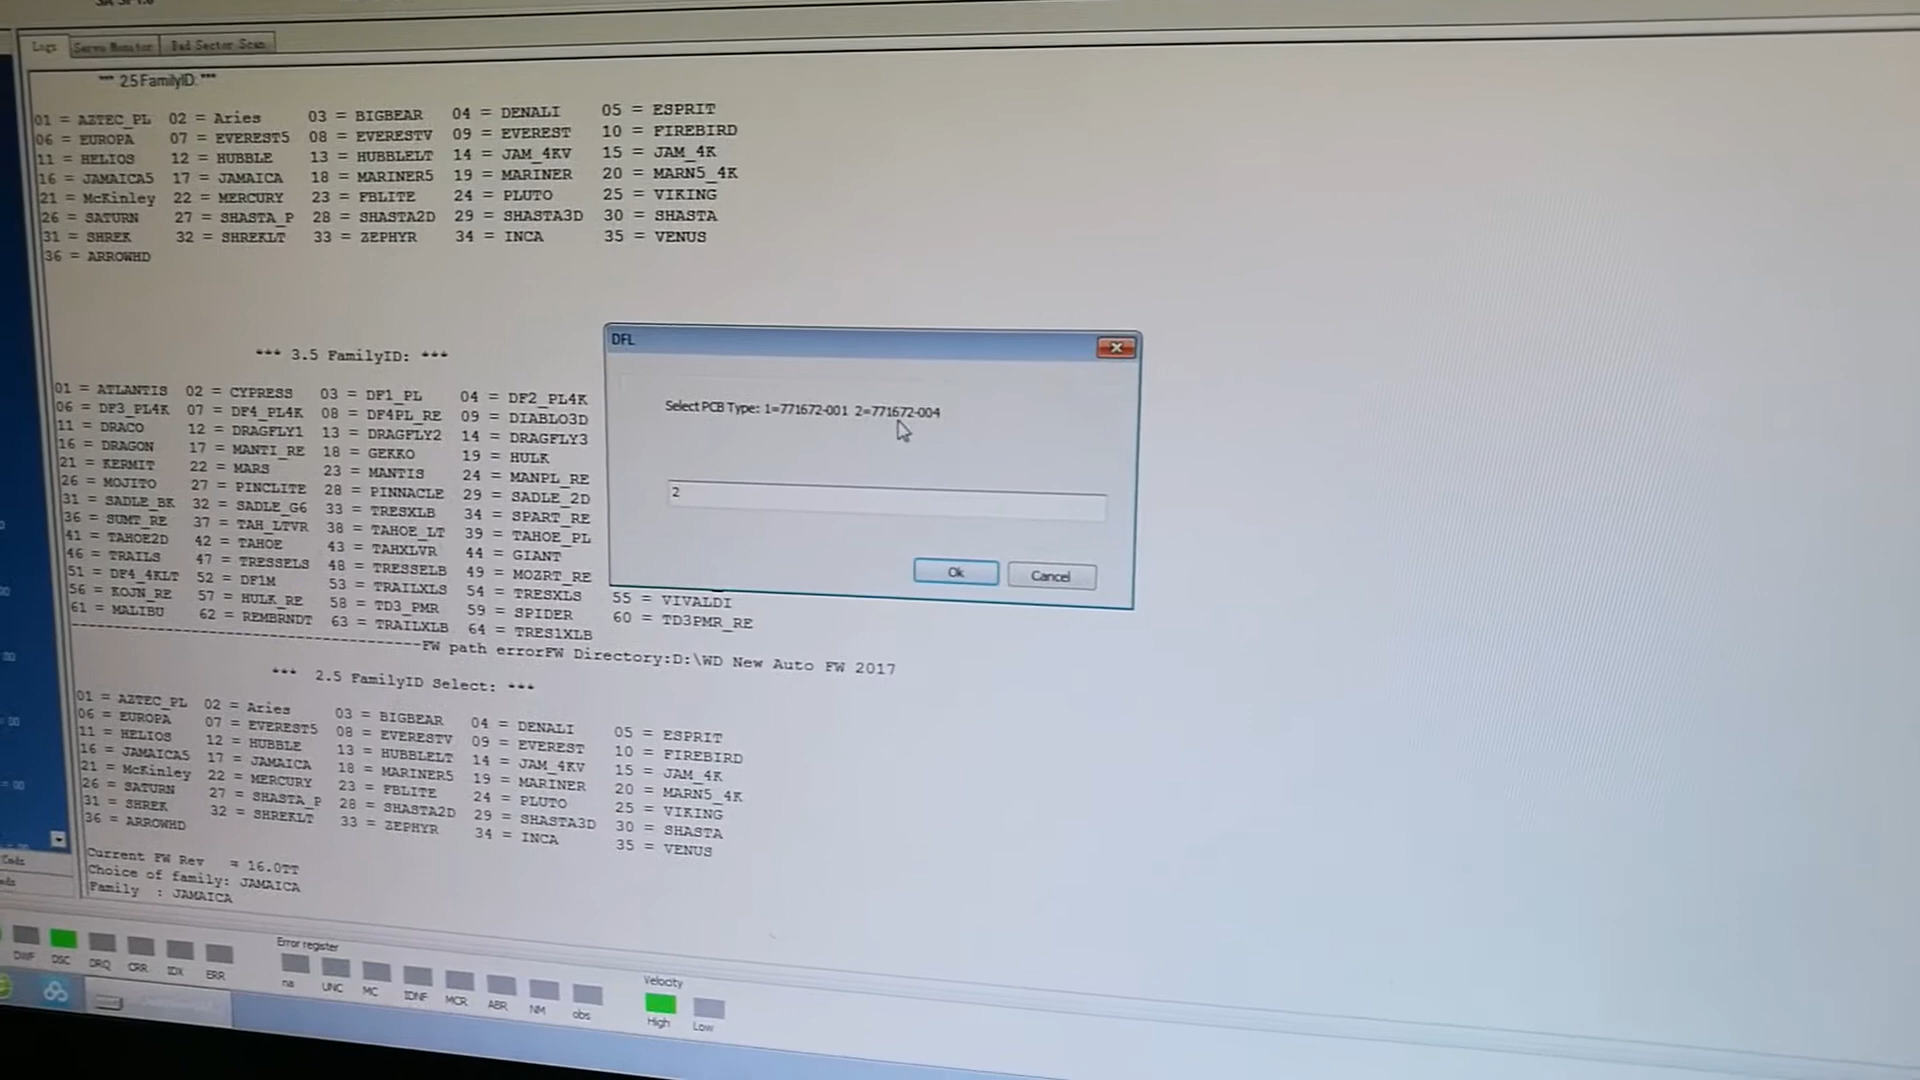 Logs Servo Monitor Bad Sector Scan
*** 2.5 FamilyID: ***
01 = AZTEC_PL 02 = Aries 03 = BIGBEAR 04 = DENALI 05 = ESPRIT
06 = EUROPA 07 = EVEREST5 08 = EVERESTV 09 = EVEREST 10 = FIREBIRD
11 = HELIOS 12 = HUBBLE 13 = HUBBLELT 14 = JAM_4KV 15 = JAM_4K
16 = JAMAICA5 17 = JAMAICA 18 = MARINER5 19 = MARINER 20 = MARN5_4K
21 = McKinley 22 = MERCURY 23 = FBLITE 24 = PLUTO 25 = VIKING
26 = SATURN 27 = SHASTA_P 28 = SHASTA2D 29 = SHASTA3D 30 = SHASTA
31 = SHREK 32 = SHREKLT 33 = ZEPHYR 34 = INCA 35 = VENUS
36 = ARROWHD
*** 3.5 FamilyID: ***
01 = ATLANTIS 02 = CYPRESS 03 = DF1_PL 04 = DF2_PL4K
06 = DF3_PL4K 07 = DF4_PL4K 08 = DF4PL_RE 09 = DIABLO3D
11 = DRACO 12 = DRAGFLY1 13 = DRAGFLY2 14 = DRAGFLY3
16 = DRAGON 17 = MANTI_RE 18 = GEKKO 19 = HULK
21 = KERMIT 22 = MARS 23 = MANTIS 24 = MANPL_RE
26 = MOJITO 27 = PINCLITE 28 = PINNACLE 29 = SADLE_2D
31 = SADLE_BK 32 = SADLE_G6 33 = TRESXLB 34 = SPART_RE
36 = SUMT_RE 37 = TAH_LTVR 38 = TAHOE_LT 39 = TAHOE_PL
41 = TAHOE2D 42 = TAHOE 43 = TAHXLVR 44 = GIANT
46 = TRAILS 47 = TRESSELS 48 = TRESSELB 49 = MOZRT_RE
51 = DF4_4KLT 52 = DF1M 53 = TRAILXLS 54 = TRESXLS 55 = VIVALDI
56 = KOJN_RE 57 = HULK_RE 58 = TD3_PMR 59 = SPIDER 60 = TD3PMR_RE
61 = MALIBU 62 = REMBRNDT 63 = TRAILXLB 64 = TRES1XLB
----------------------------------------FW path errorFW Directory:D:\WD New Auto FW 2017
*** 2.5 FamilyID Select: ***
01 = AZTEC_PL 02 = Aries 03 = BIGBEAR 04 = DENALI 05 = ESPRIT
06 = EUROPA 07 = EVEREST5 08 = EVERESTV 09 = EVEREST 10 = FIREBIRD
11 = HELIOS 12 = HUBBLE 13 = HUBBLELT 14 = JAM_4KV 15 = JAM_4K
16 = JAMAICA5 17 = JAMAICA 18 = MARINER5 19 = MARINER 20 = MARN5_4K
21 = McKinley 22 = MERCURY 23 = FBLITE 24 = PLUTO 25 = VIKING
26 = SATURN 27 = SHASTA_P 28 = SHASTA2D 29 = SHASTA3D 30 = SHASTA
31 = SHREK 32 = SHREKLT 33 = ZEPHYR 34 = INCA 35 = VENUS
36 = ARROWHD
Current FW Rev = 16.0TT
Choice of family: JAMAICA
Family : JAMAICA
DFL
Select PCB Type: 1=771672-001 2=771672-004
2
Ok Cancel
DWF DSC DRQ CRR IDX ERR
Error register
na UNC MC IDNF MCR ABR NM obs
Velocity
High Low